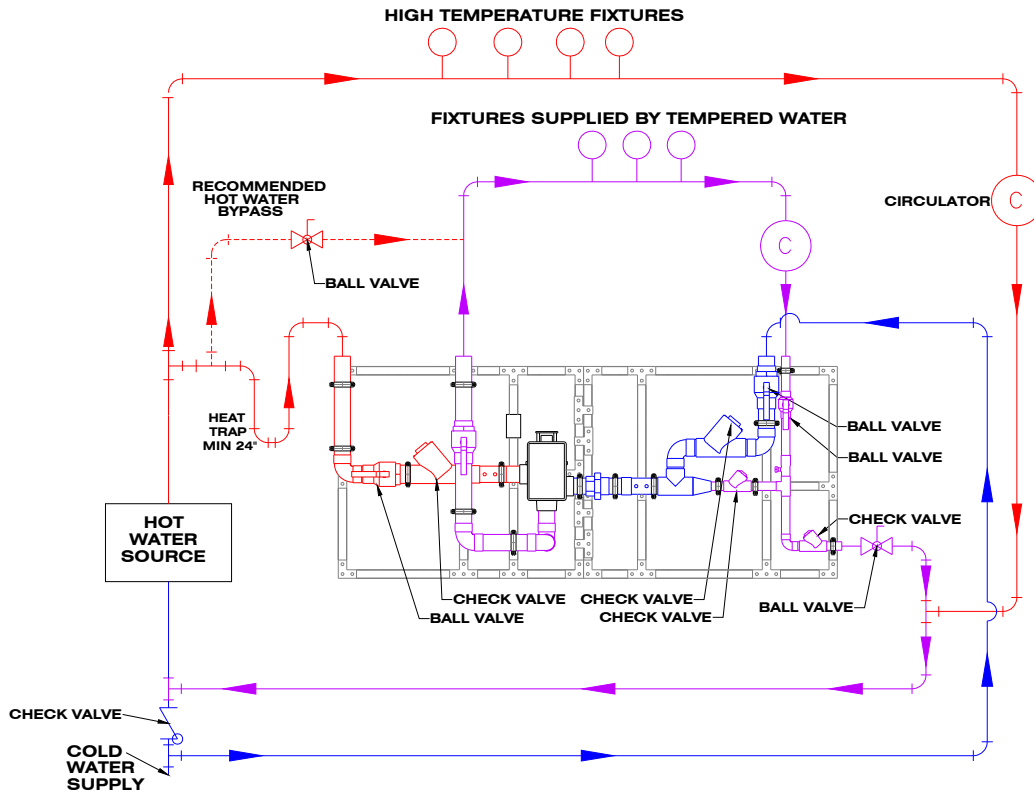 HIGH TEMPERATURE FIXTURES
FIXTURES SUPPLIED BY TEMPERED WATER
RECOMMENDED
HOT WATER
BYPASS
CIRCULATOR
C
C
BALL VALVE
HEAT
TRAP
MIN 24"
BALL VALVE
BALL VALVE
HOT
WATER
SOURCE
CHECK VALVE
CHECK VALVE
BALL VALVE
CHECK VALVE
CHECK VALVE
BALL VALVE
CHECK VALVE
COLD
WATER
SUPPLY